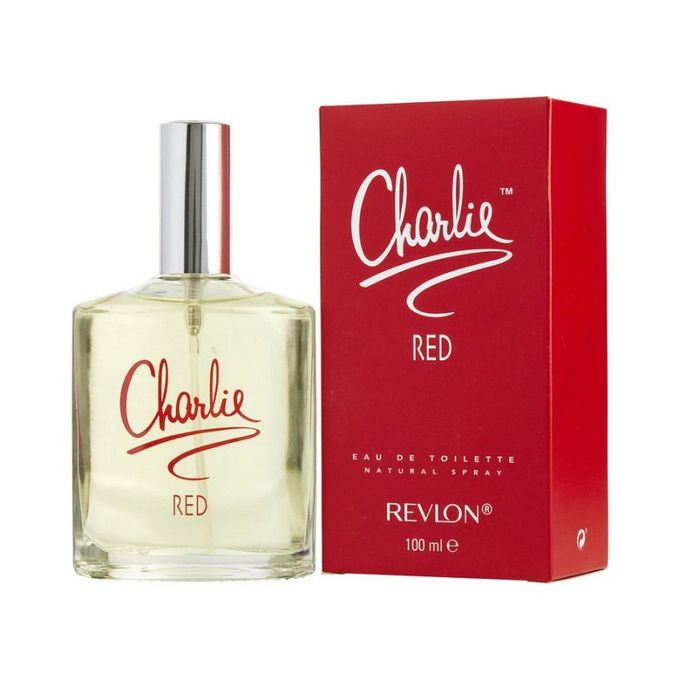 Charlie
RED
Charlie™
RED
EAU DE TOILETTE
NATURAL SPRAY
REVLON®
100 ml ℮